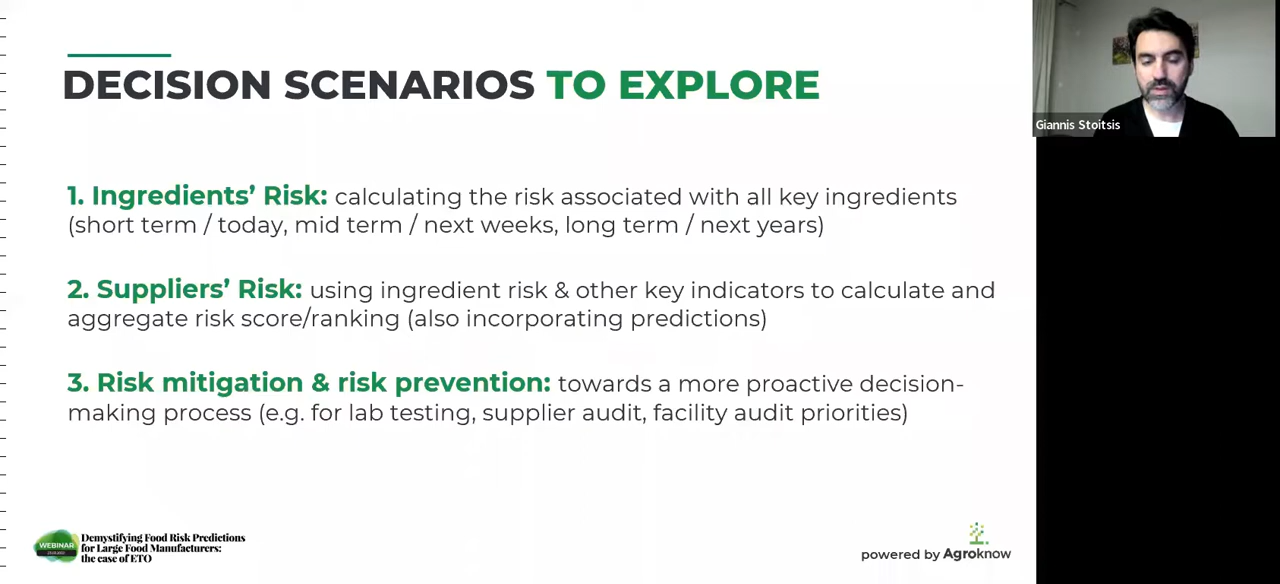 DECISION SCENARIOS TO EXPLORE
Giannis Stoitsis
1. Ingredients' Risk: calculating the risk associated with all key ingredients
(short term / today, mid term / next weeks, long term / next years)
2. Suppliers' Risk: using ingredient risk & other key indicators to calculate and
aggregate risk score/ranking (also incorporating predictions)
3. Risk mitigation & risk prevention: towards a more proactive decision-
making process (e.g. for lab testing, supplier audit, facility audit priorities)
WEBINAR
Demystifying Food Risk Predictions
for Large Food Manufacturers:
the case of ETO
powered by Agroknow